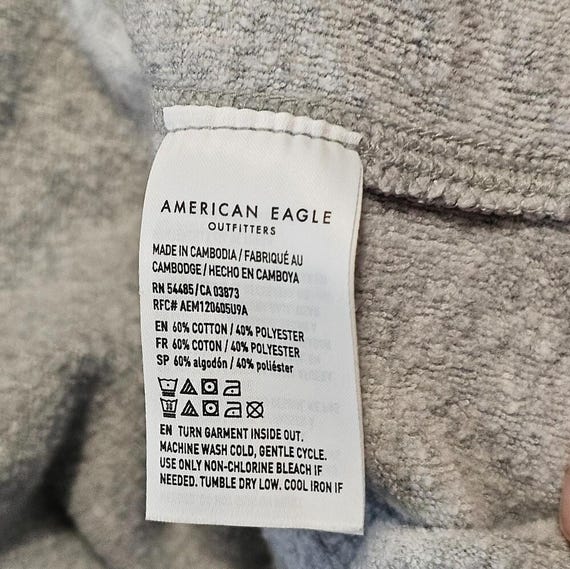 AMERICAN EAGLE
OUTFITTERS
MADE IN CAMBODIA / FABRIQUÉ AU
CAMBODGE / HECHO EN CAMBOYA
RN 54485 / CA 03873
RFC# AEM120605U9A
EN 60% COTTON / 40% POLYESTER
FR 60% COTON / 40% POLYESTER
SP 60% algodón / 40% poliéster
EN TURN GARMENT INSIDE OUT.
MACHINE WASH COLD, GENTLE CYCLE.
USE ONLY NON-CHLORINE BLEACH IF
NEEDED. TUMBLE DRY LOW. COOL IRON IF